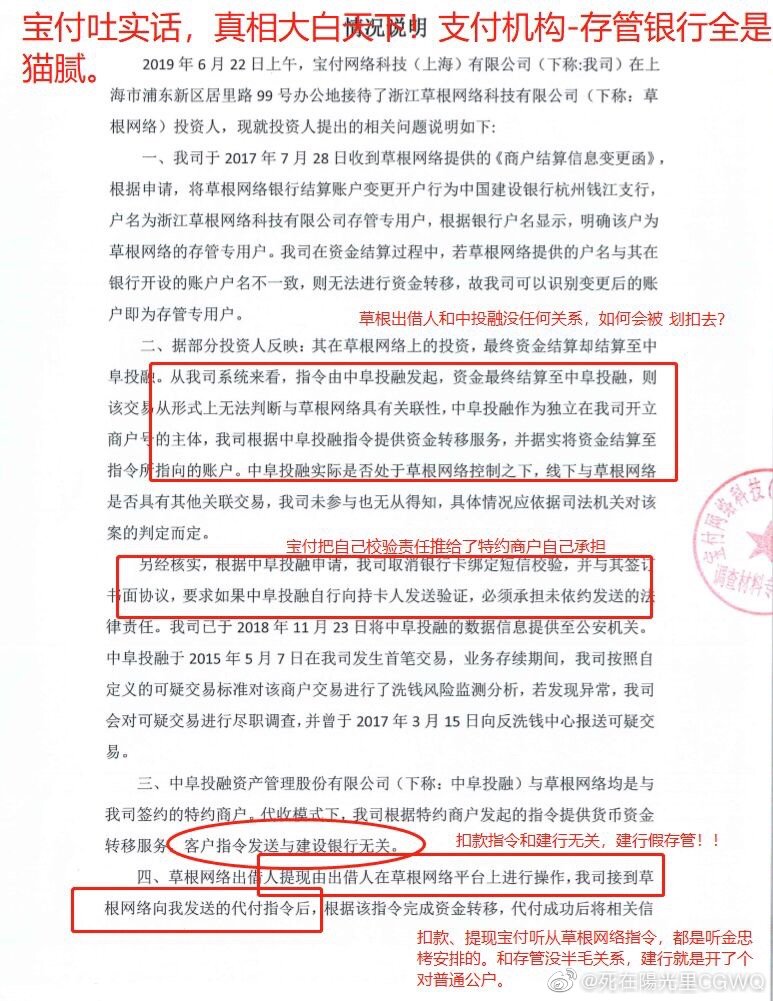 宝付吐实话，真相大白天下！支付机构-存管银行全是
猫腻。
情况说明
2019 年 6 月 22 日上午，宝付网络科技（上海）有限公司（下称:我司）在上
海市浦东新区居里路 99 号办公地接待了浙江草根网络科技有限公司（下称：草
根网络）投资人，现就投资人提出的相关问题说明如下:
一、我司于 2017 年 7 月 28 日收到草根网络提供的《商户结算信息变更函》，
根据申请，将草根网络银行结算账户变更开户行为中国建设银行杭州钱江支行，
户名为浙江草根网络科技有限公司存管专用户，根据银行户名显示，明确该户为
草根网络的存管专用户。我司在资金结算过程中，若草根网络提供的户名与其在
银行开设的账户户名不一致，则无法进行资金转移，故我司可以识别变更后的账
户即为存管专用户。
草根出借人和中投融没任何关系，如何会被 划扣去？
二、据部分投资人反映：其在草根网络上的投资，最终资金结算却结算至中
阜投融。从我司系统来看，指令由中阜投融发起，资金最终结算至中阜投融，则
该交易从形式上无法判断与草根网络具有关联性，中阜投融作为独立在我司开立
商户号的主体，我司根据中阜投融指令提供资金转移服务，并据实将资金结算至
指令所指向的账户。中阜投融实际是否处于草根网络控制之下，线下与草根网络
是否具有其他关联交易，我司未参与也无从得知，具体情况应依据司法机关对该
案的判定而定。
宝付把自己校验责任推给了特约商户自己承担
另经核实，根据中阜投融申请，我司取消银行卡绑定短信校验，并与其签订
书面协议，要求如果中阜投融自行向持卡人发送验证，必须承担未依约发送的法
律责任。我司已于 2018 年 11 月 23 日将中阜投融的数据信息提供至公安机关。
中阜投融于 2015 年 5 月 7 日在我司发生首笔交易，业务存续期间，我司按照自
定义的可疑交易标准对该商户交易进行了洗钱风险监测分析，若发现异常，我司
会对可疑交易进行尽职调查，并曾于 2017 年 3 月 15 日向反洗钱中心报送可疑交
易。
宝付网络科技（
调查材料专
三、中阜投融资产管理股份有限公司（下称：中阜投融）与草根网络均是与
我司签约的特约商户。代收模式下，我司根据特约商户发起的指令提供货币资金
转移服务，客户指令发送与建设银行无关。
扣款指令和建行无关，建行假存管！！
四、草根网络出借人提现由出借人在草根网络平台上进行操作，我司接到草
根网络向我发送的代付指令后，根据该指令完成资金转移，代付成功后将相关信
扣款、提现宝付听从草根网络指令，都是听金忠
栲安排的。和存管没半毛关系，建行就是开了个
对普通公户。
@死在陽光里CGWQ